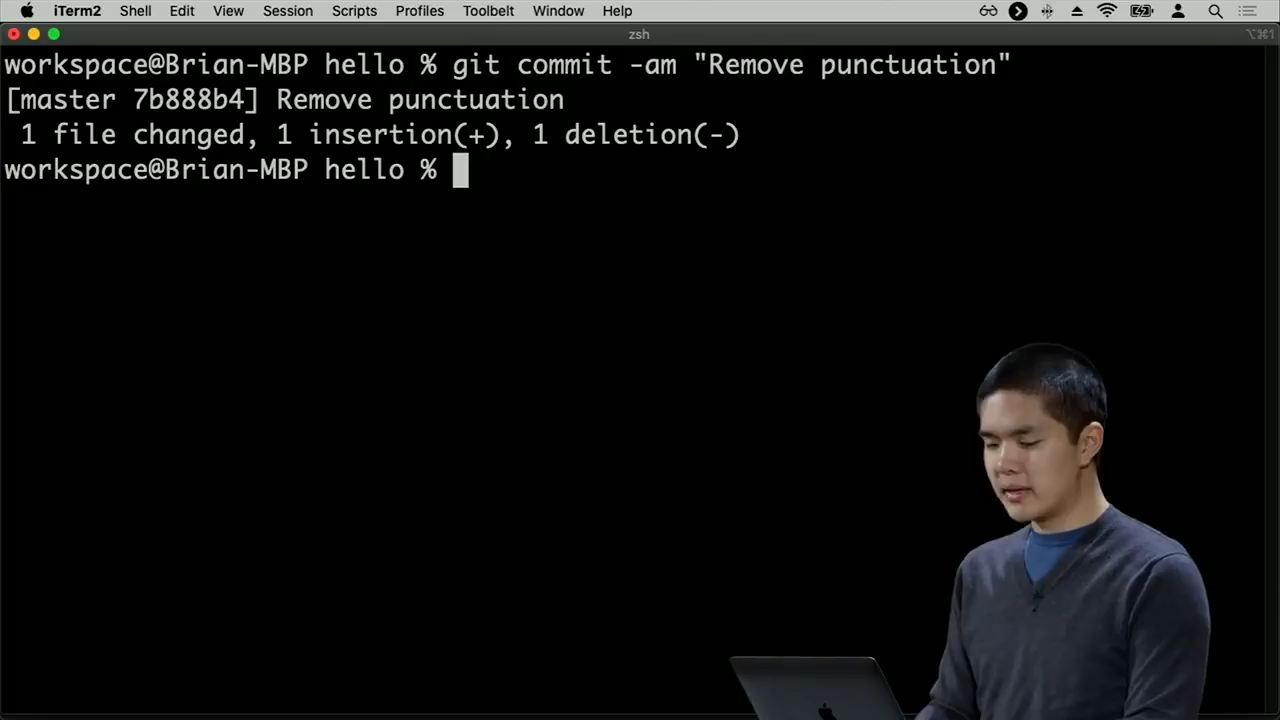 iTerm2 Shell Edit View Session Scripts Profiles Toolbelt Window Help
zsh
⌥⌘1
workspace@Brian-MBP hello % git commit -am "Remove punctuation"
[master 7b888b4] Remove punctuation
1 file changed, 1 insertion(+), 1 deletion(-)
workspace@Brian-MBP hello %